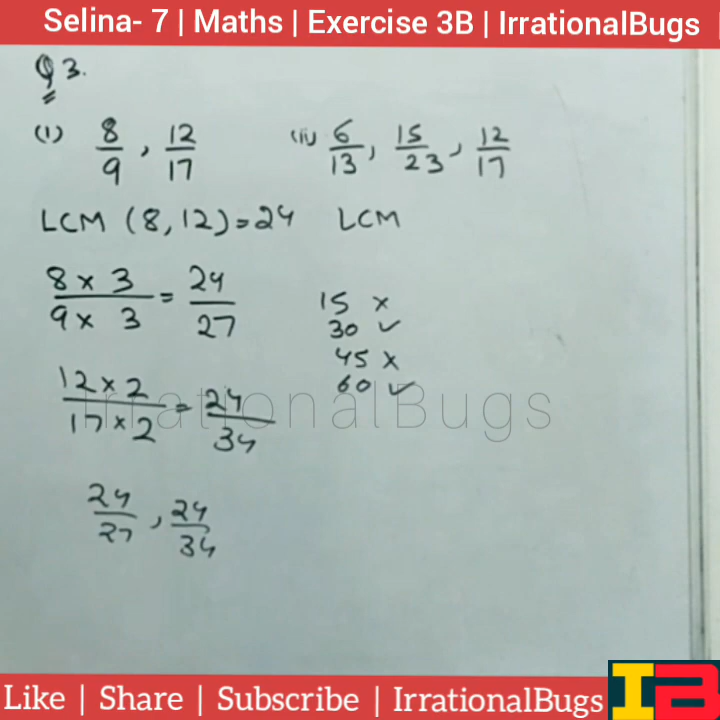 Selina- 7 | Maths | Exercise 3B | IrrationalBugs
Q 3.
(i) 8/9 , 12/17
(ii) 6/13 , 15/23 , 12/17
LCM (8, 12) = 24
LCM
8 × 3 / 9 × 3 = 24/27
15 ×
30 ✓
45 ×
60 ✓
12 × 2 / 17 × 2 = 24/34
IrrationalBugs
24/27 , 24/34
Like | Share | Subscribe | IrrationalBugs
IB